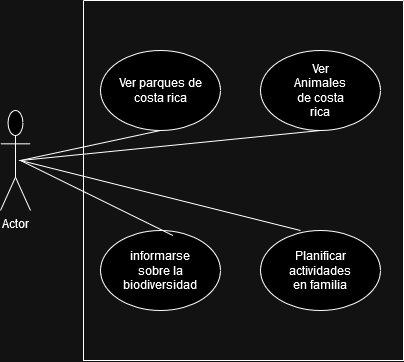 Ver parques de
costa rica
Ver
Animales
de costa
rica
Actor
informarse
sobre la
biodiversidad
Planificar
actividades
en familia